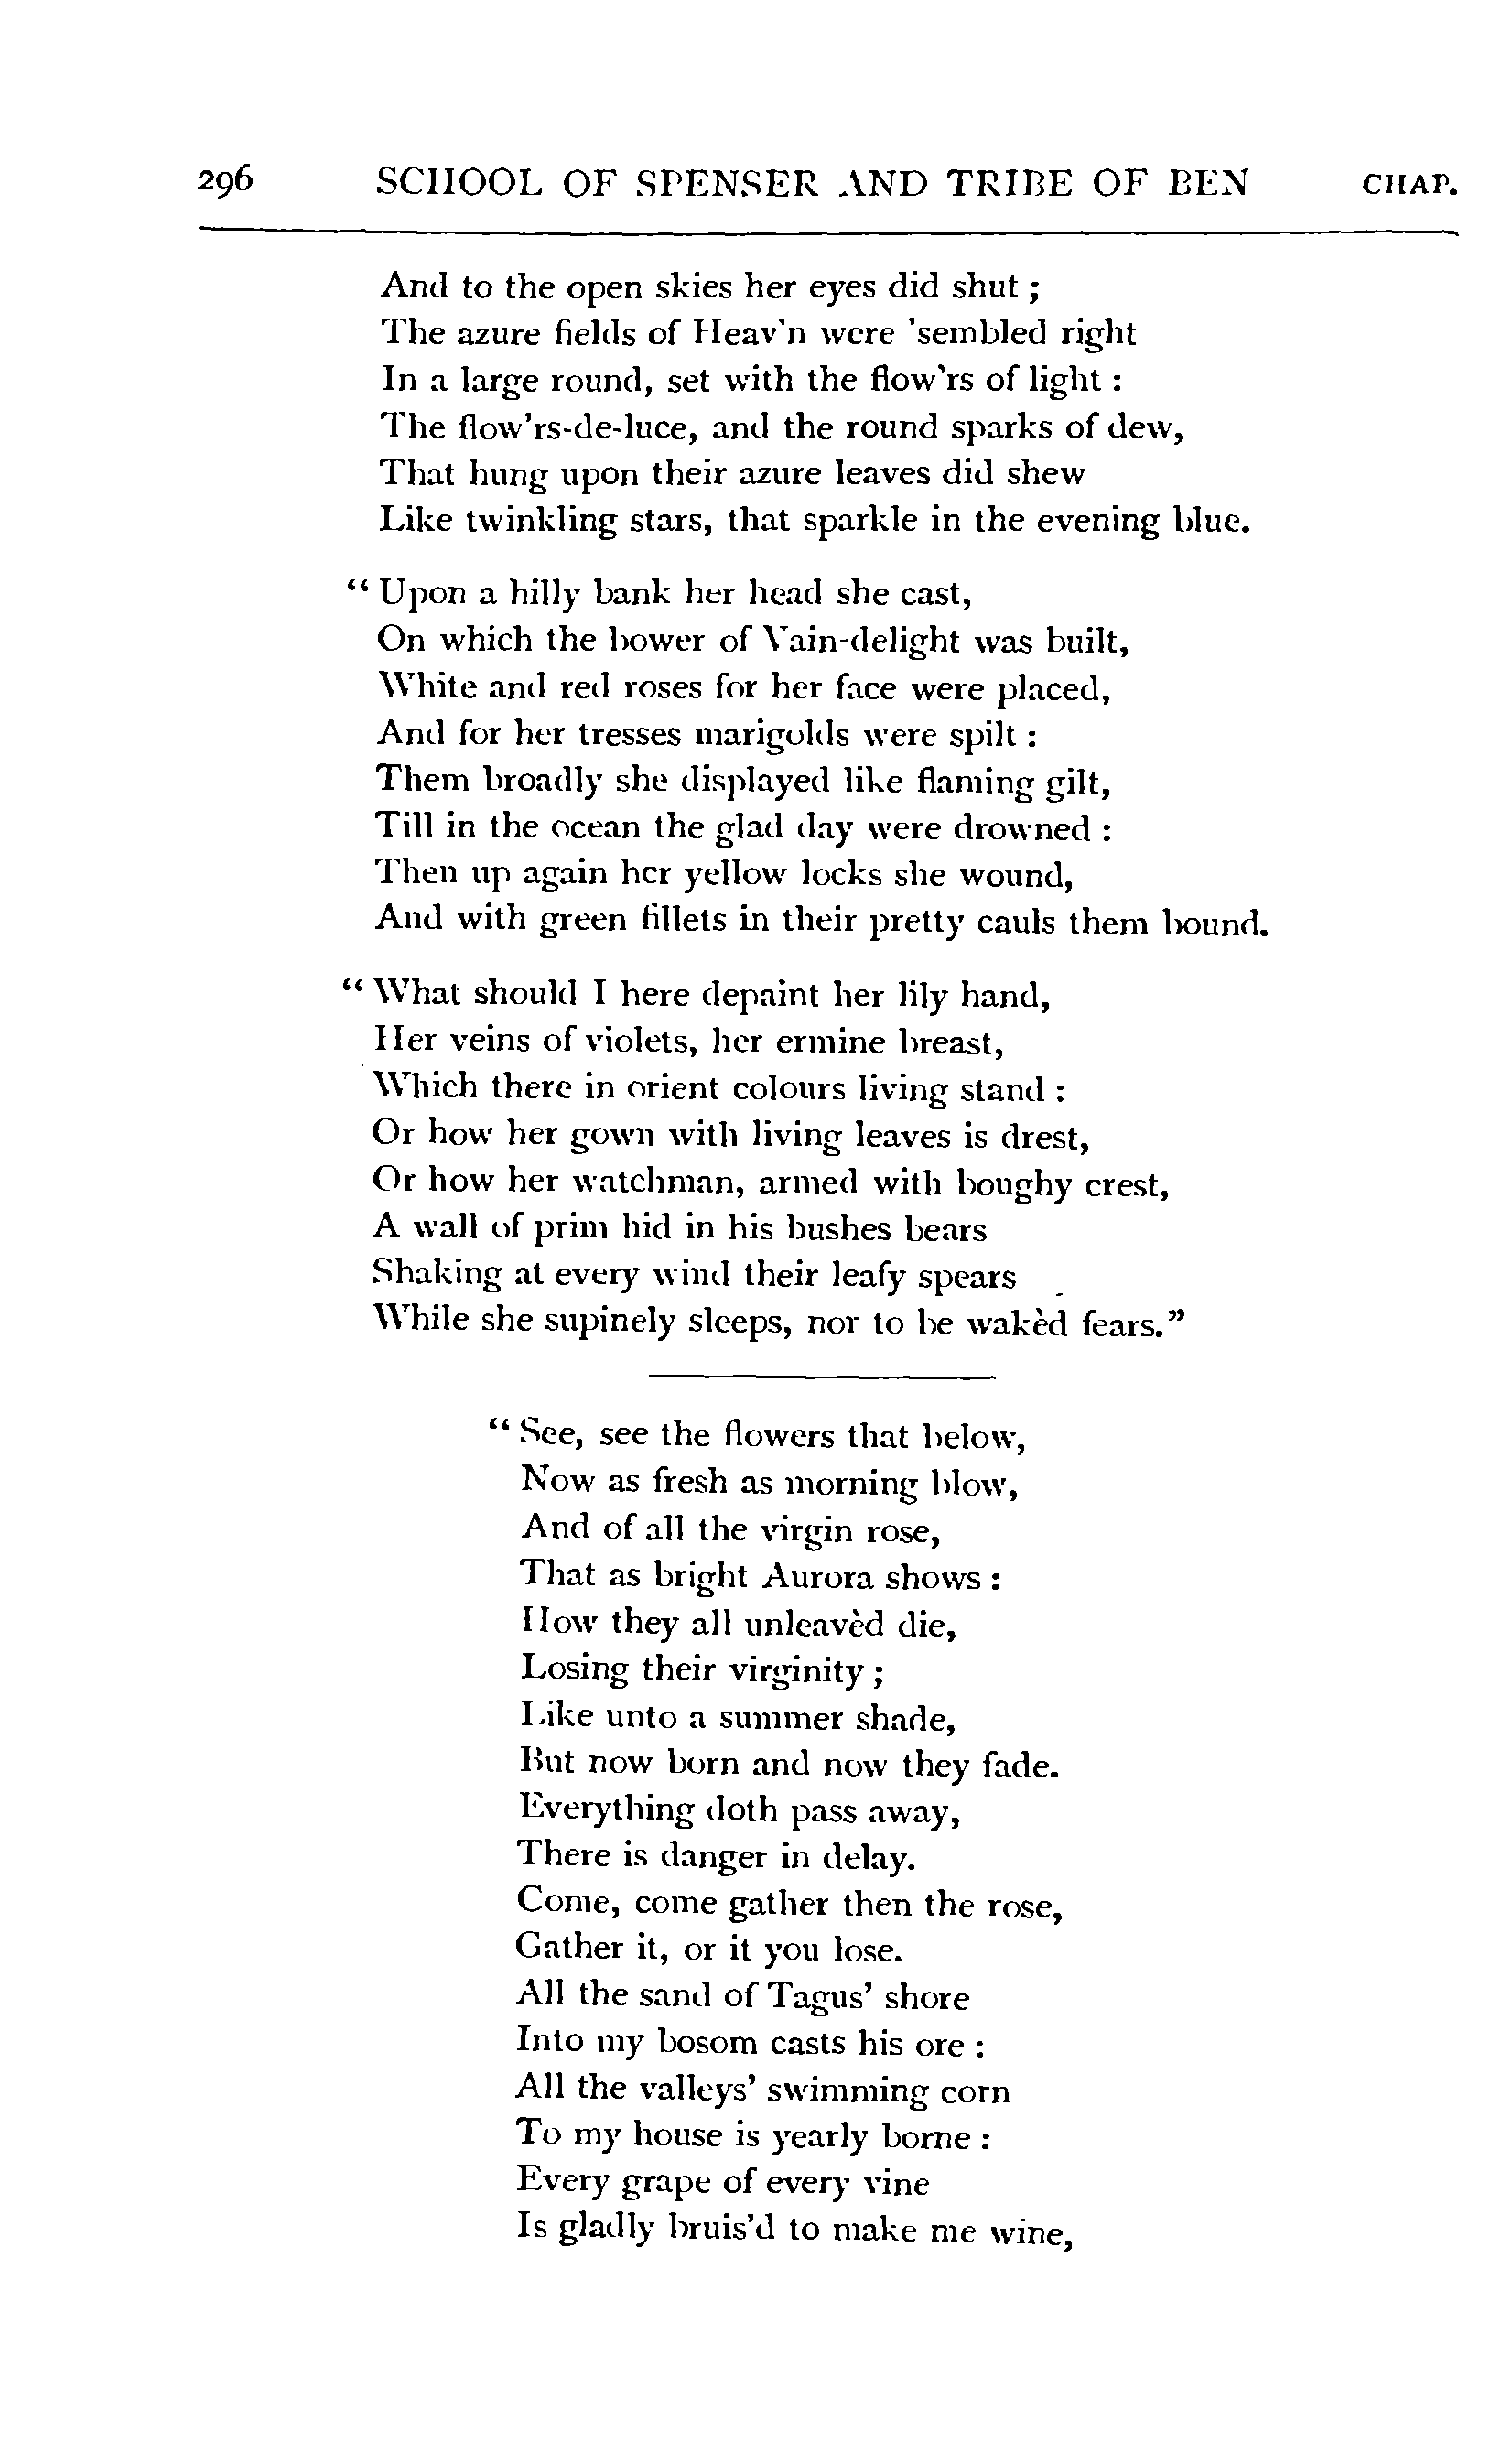 296 SCHOOL OF SPENSER AND TRIBE OF BEN CHAP.
And to the open skies her eyes did shut ;
The azure fields of Heav'n were 'sembled right
In a large round, set with the flow'rs of light :
The flow'rs-de-luce, and the round sparks of dew,
That hung upon their azure leaves did shew
Like twinkling stars, that sparkle in the evening blue.
“ Upon a hilly bank her head she cast,
On which the bower of Vain-delight was built,
White and red roses for her face were placed,
And for her tresses marigolds were spilt :
Them broadly she displayed like flaming gilt,
Till in the ocean the glad day were drowned :
Then up again her yellow locks she wound,
And with green fillets in their pretty cauls them bound.
“ What should I here depaint her lily hand,
Her veins of violets, her ermine breast,
Which there in orient colours living stand :
Or how her gown with living leaves is drest,
Or how her watchman, armed with boughy crest,
A wall of prim hid in his bushes bears
Shaking at every wind their leafy spears
While she supinely sleeps, nor to be wakèd fears.”
“ See, see the flowers that below,
Now as fresh as morning blow,
And of all the virgin rose,
That as bright Aurora shows :
How they all unleavèd die,
Losing their virginity ;
Like unto a summer shade,
But now born and now they fade.
Everything doth pass away,
There is danger in delay.
Come, come gather then the rose,
Gather it, or it you lose.
All the sand of Tagus' shore
Into my bosom casts his ore :
All the valleys' swimming corn
To my house is yearly borne :
Every grape of every vine
Is gladly bruis'd to make me wine,